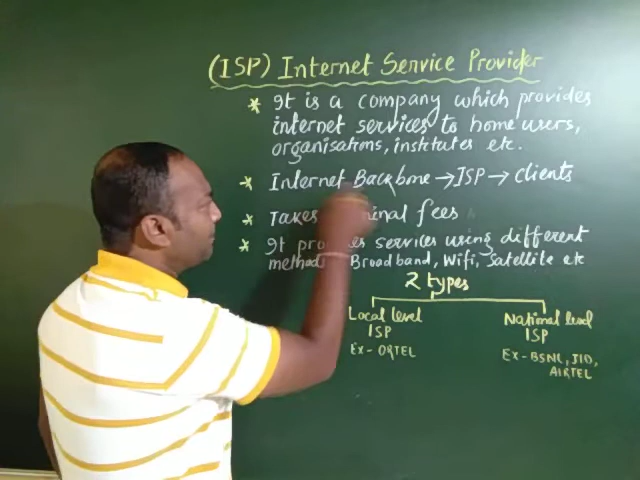 (ISP) Internet Service Provider
* It is a company which provides
internet services to home users,
organisations, institutes etc.
* Internet Backbone → ISP → clients
* Takes fees
* It services using different
Broadband, Wifi, Satellite etc
2 types
Local level National level
ISP ISP
Ex- ORTEL Ex- BSNL, JIO,
AIRTEL